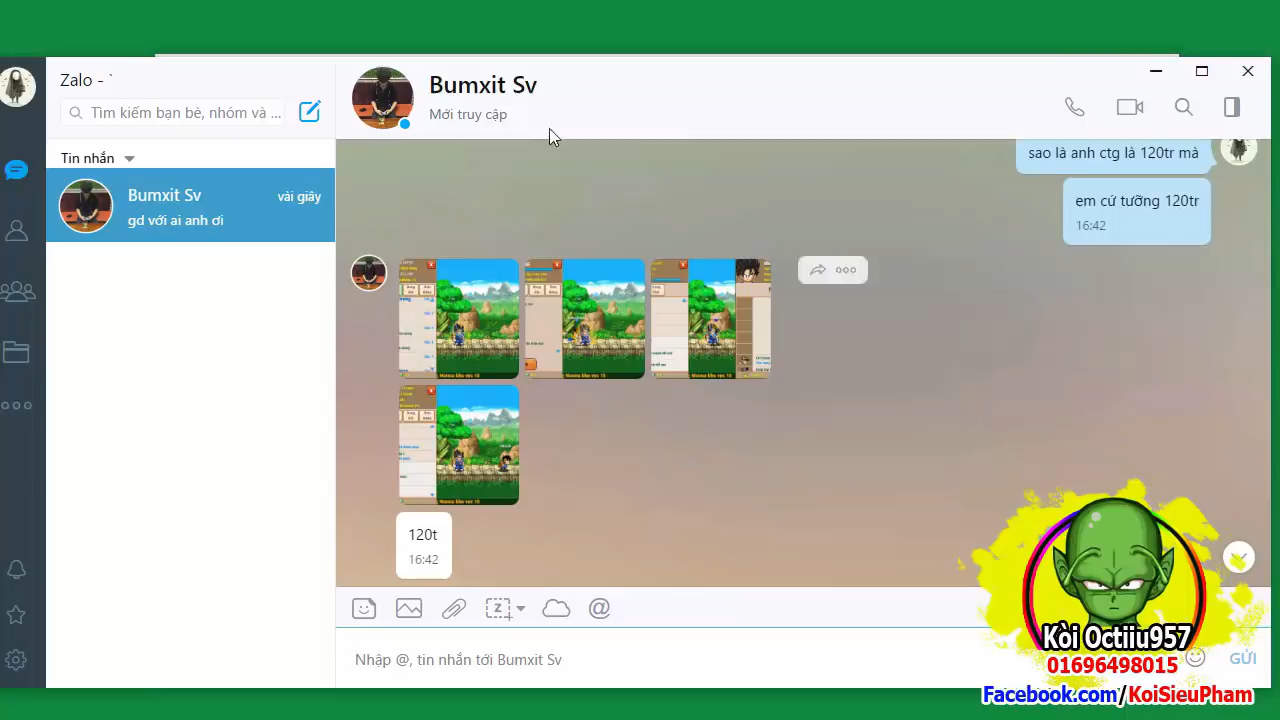 Zalo - `
Tìm kiếm bạn bè, nhóm và ...
Tin nhắn
Bumxit Sv
vài giây
gd với ai anh ơi
Bumxit Sv
Mới truy cập
sao là anh ctg là 120tr mà
em cứ tưỡng 120tr
16:42
120t
16:42
Nhập @, tin nhắn tới Bumxit Sv
GỬI
Kòi Octiiu957
01696498015
Facebook.com/KoiSieuPham